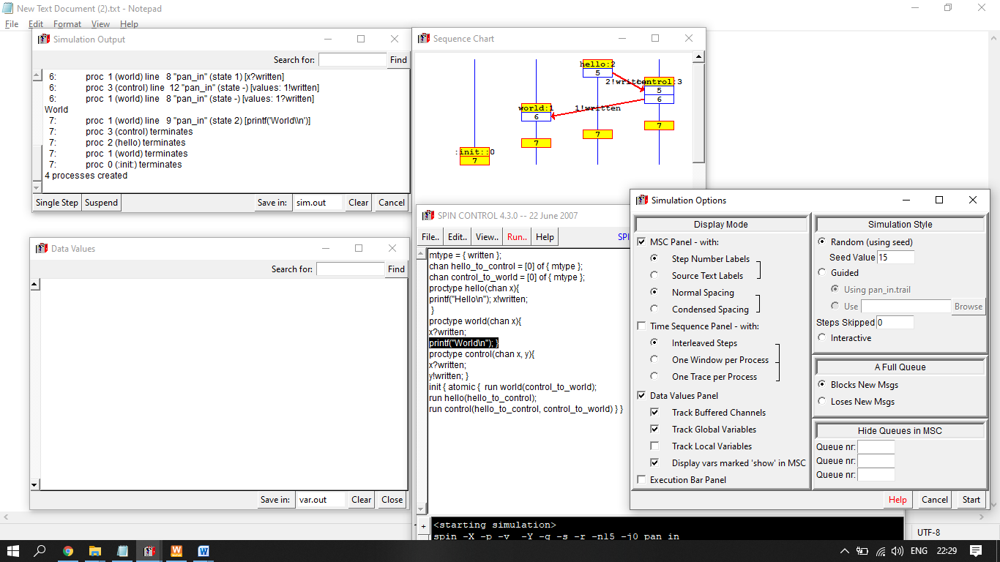 New Text Document (2).txt - Notepad
File Edit Format View Help
Simulation Output
Search for: Find
6: proc 1 (world) line 8 "pan_in" (state 1) [x?written]
6: proc 3 (control) line 12 "pan_in" (state -) [values: 1!written]
6: proc 1 (world) line 8 "pan_in" (state -) [values: 1?written]
World
7: proc 1 (world) line 9 "pan_in" (state 2) [printf('World\\n')]
7: proc 3 (control) terminates
7: proc 2 (hello) terminates
7: proc 1 (world) terminates
7: proc 0 (:init:) terminates
4 processes created
Single Step Suspend Save in: sim.out Clear Cancel
Sequence Chart
hello:2
5
2!written
control:3
5
6
world:1
1!written
6
7
7
7
:init::0
7
Data Values
Search for: Find
Save in: var.out Clear Close
SPIN CONTROL 4.3.0 -- 22 June 2007
File.. Edit.. View.. Run.. Help SPI
mtype = { written };
chan hello_to_control = [0] of { mtype };
chan control_to_world = [0] of { mtype };
proctype hello(chan x){
printf("Hello\n"); x!written;
}
proctype world(chan x){
x?written;
printf("World\n"); }
proctype control(chan x, y){
x?written;
y!written; }
init { atomic { run world(control_to_world);
run hello(hello_to_control);
run control(hello_to_control, control_to_world) } }
+ <starting simulation>
spin -X -p -v -Y -g -s -r -n15 -j0 pan_in
Simulation Options
Display Mode
MSC Panel - with:
Step Number Labels
Source Text Labels
Normal Spacing
Condensed Spacing
Time Sequence Panel - with:
Interleaved Steps
One Window per Process
One Trace per Process
Data Values Panel
Track Buffered Channels
Track Global Variables
Track Local Variables
Display vars marked 'show' in MSC
Execution Bar Panel
Simulation Style
Random (using seed)
Seed Value 15
Guided
Using pan_in.trail
Use Browse
Steps Skipped 0
Interactive
A Full Queue
Blocks New Msgs
Loses New Msgs
Hide Queues in MSC
Queue nr:
Queue nr:
Queue nr:
Help Cancel Start
UTF-8
W W ENG 22:29